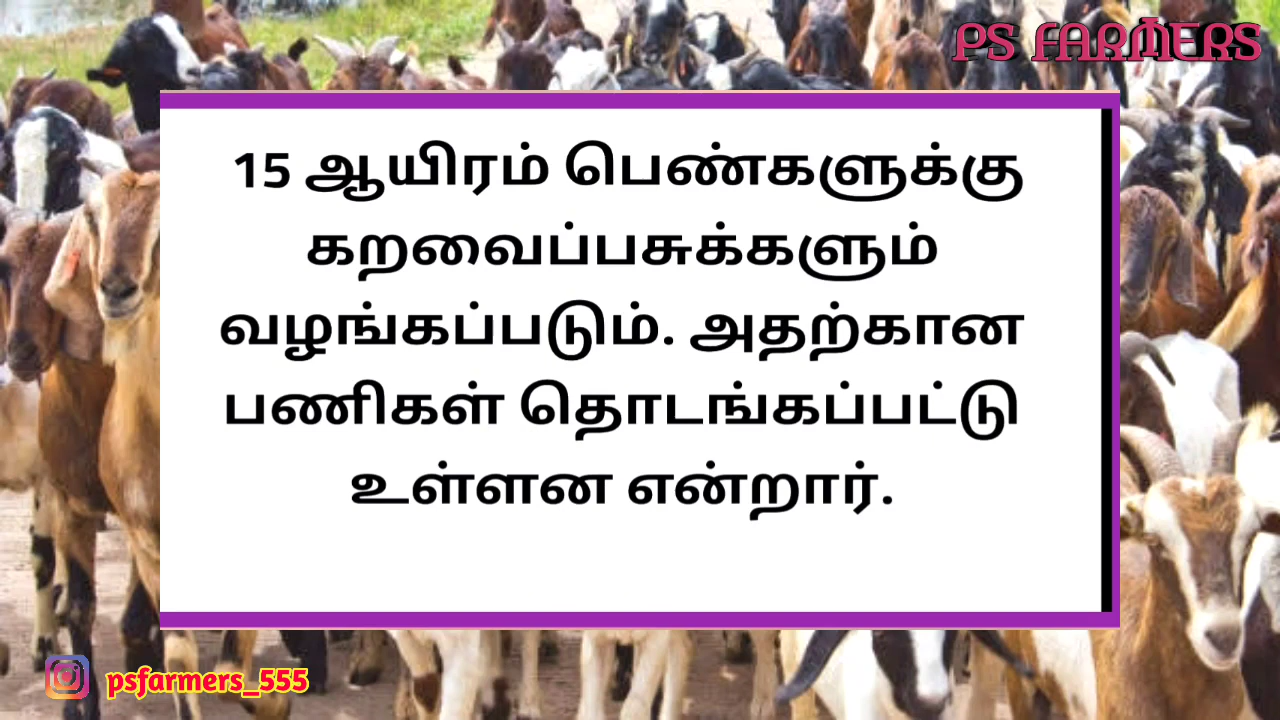 PS FARMERS
15 ஆயிரம் பெண்களுக்கு
கறவைப்பசுக்களும்
வழங்கப்படும். அதற்கான
பணிகள் தொடங்கப்பட்டு
உள்ளன என்றார்.
psfarmers_555